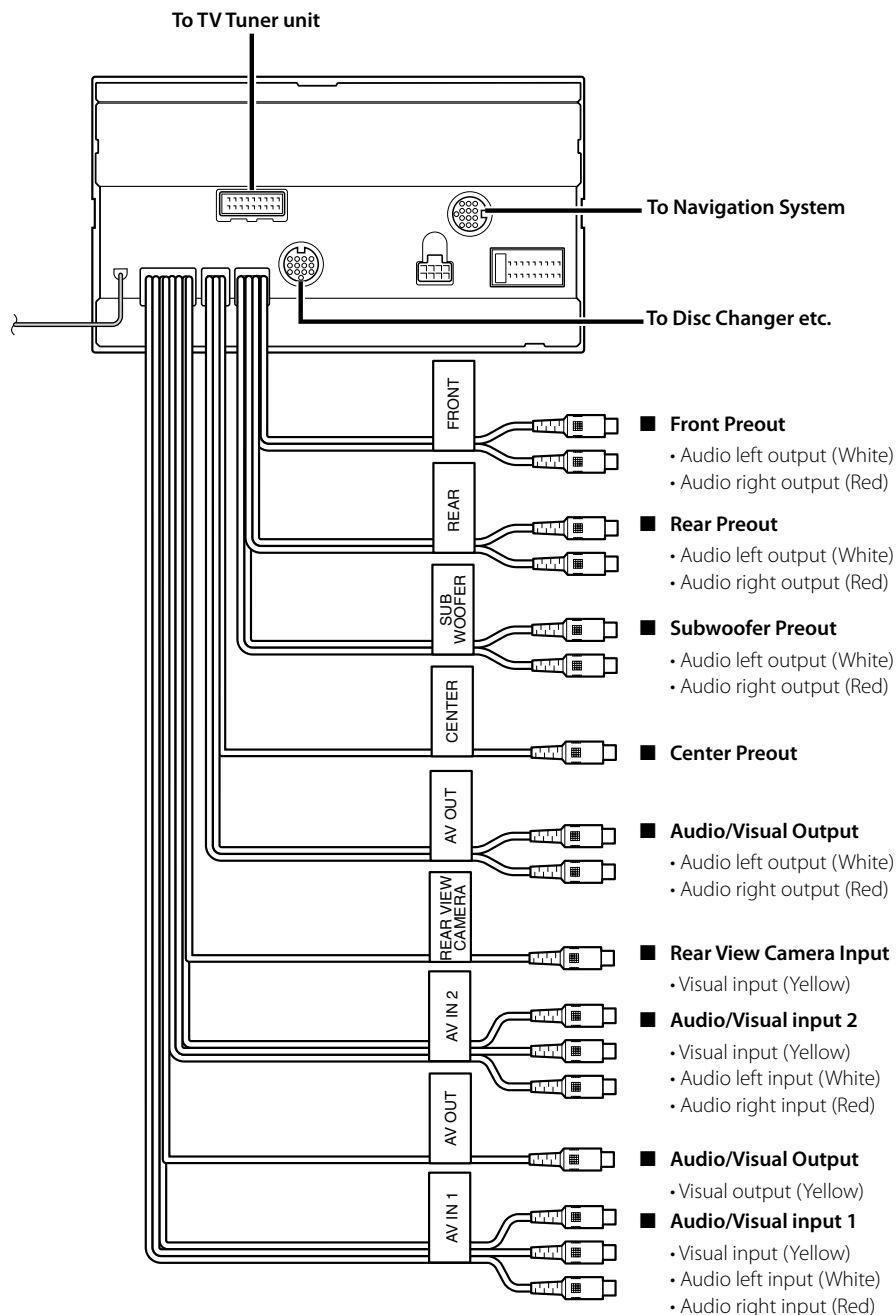 To TV Tuner unit
To Navigation System
To Disc Changer etc.
FRONT
■ Front Preout
• Audio left output (White)
• Audio right output (Red)
REAR
■ Rear Preout
• Audio left output (White)
• Audio right output (Red)
SUB
WOOFER
■ Subwoofer Preout
• Audio left output (White)
• Audio right output (Red)
CENTER
■ Center Preout
AV OUT
■ Audio/Visual Output
• Audio left output (White)
• Audio right output (Red)
REAR VIEW
CAMERA
■ Rear View Camera Input
• Visual input (Yellow)
AV IN 2
■ Audio/Visual input 2
• Visual input (Yellow)
• Audio left input (White)
• Audio right input (Red)
AV OUT
■ Audio/Visual Output
• Visual output (Yellow)
AV IN 1
■ Audio/Visual input 1
• Visual input (Yellow)
• Audio left input (White)
• Audio right input (Red)